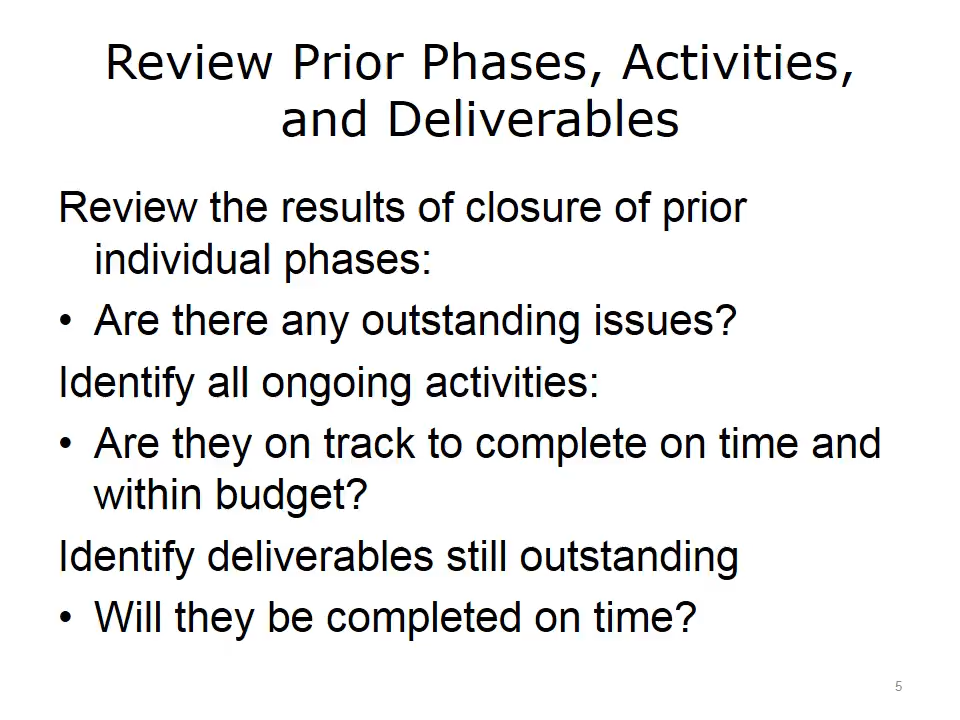 Review Prior Phases, Activities,
and Deliverables
Review the results of closure of prior
individual phases:
• Are there any outstanding issues?
Identify all ongoing activities:
• Are they on track to complete on time and
within budget?
Identify deliverables still outstanding
• Will they be completed on time?
5